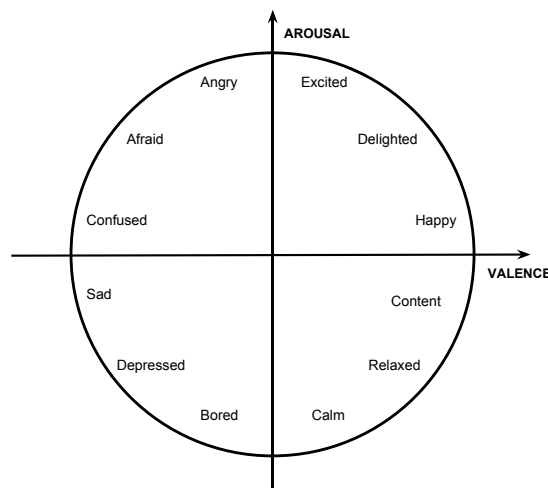 AROUSAL
Angry Excited
Afraid Delighted
Confused Happy
VALENCE
Sad Content
Depressed Relaxed
Bored Calm